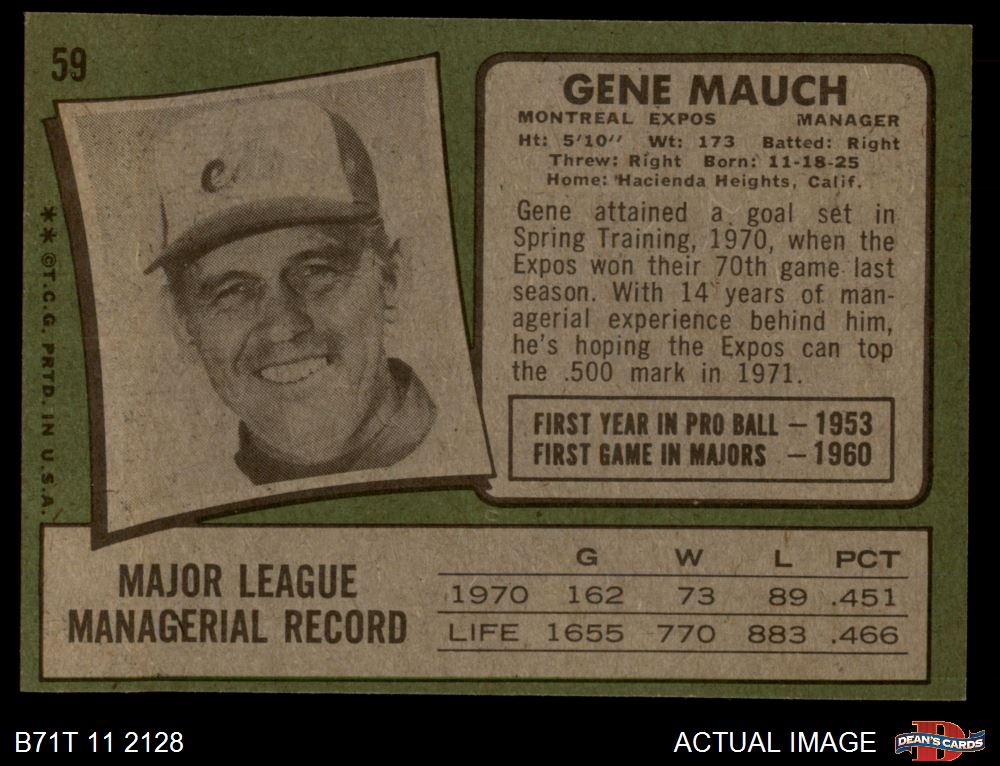 59
GENE MAUCH
MONTREAL EXPOS MANAGER
Ht: 5'10" Wt: 173 Batted: Right
Threw: Right Born: 11-18-25
Home: Hacienda Heights, Calif.
Gene attained a goal set in
Spring Training, 1970, when the
Expos won their 70th game last
season. With 14 years of man-
agerial experience behind him,
he's hoping the Expos can top
the .500 mark in 1971.
FIRST YEAR IN PRO BALL – 1953
FIRST GAME IN MAJORS – 1960
** ©T.C.G. PRTD. IN U.S.A.
MAJOR LEAGUE
MANAGERIAL RECORD
G W L PCT
1970 162 73 89 .451
LIFE 1655 770 883 .466
B71T 11 2128
ACTUAL IMAGE
DEAN'S CARDS